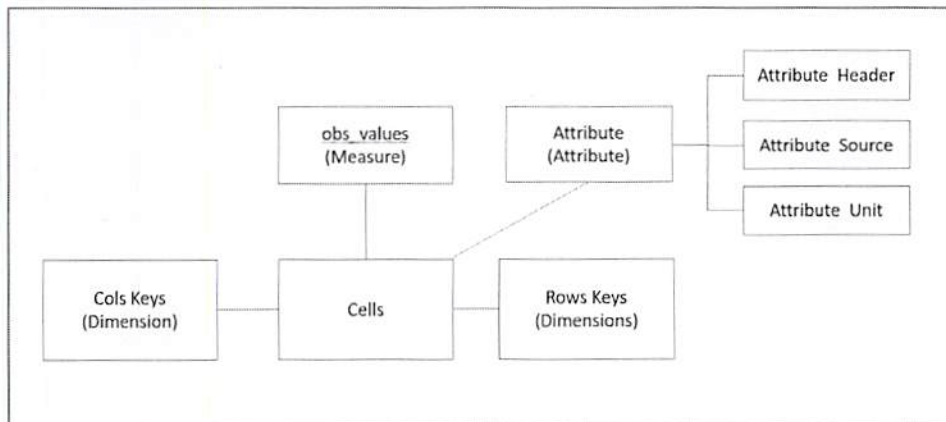 Attribute Header
obs_values
(Measure)
Attribute
(Attribute)
Attribute Source
Attribute Unit
Cols Keys
(Dimension)
Cells
Rows Keys
(Dimensions)